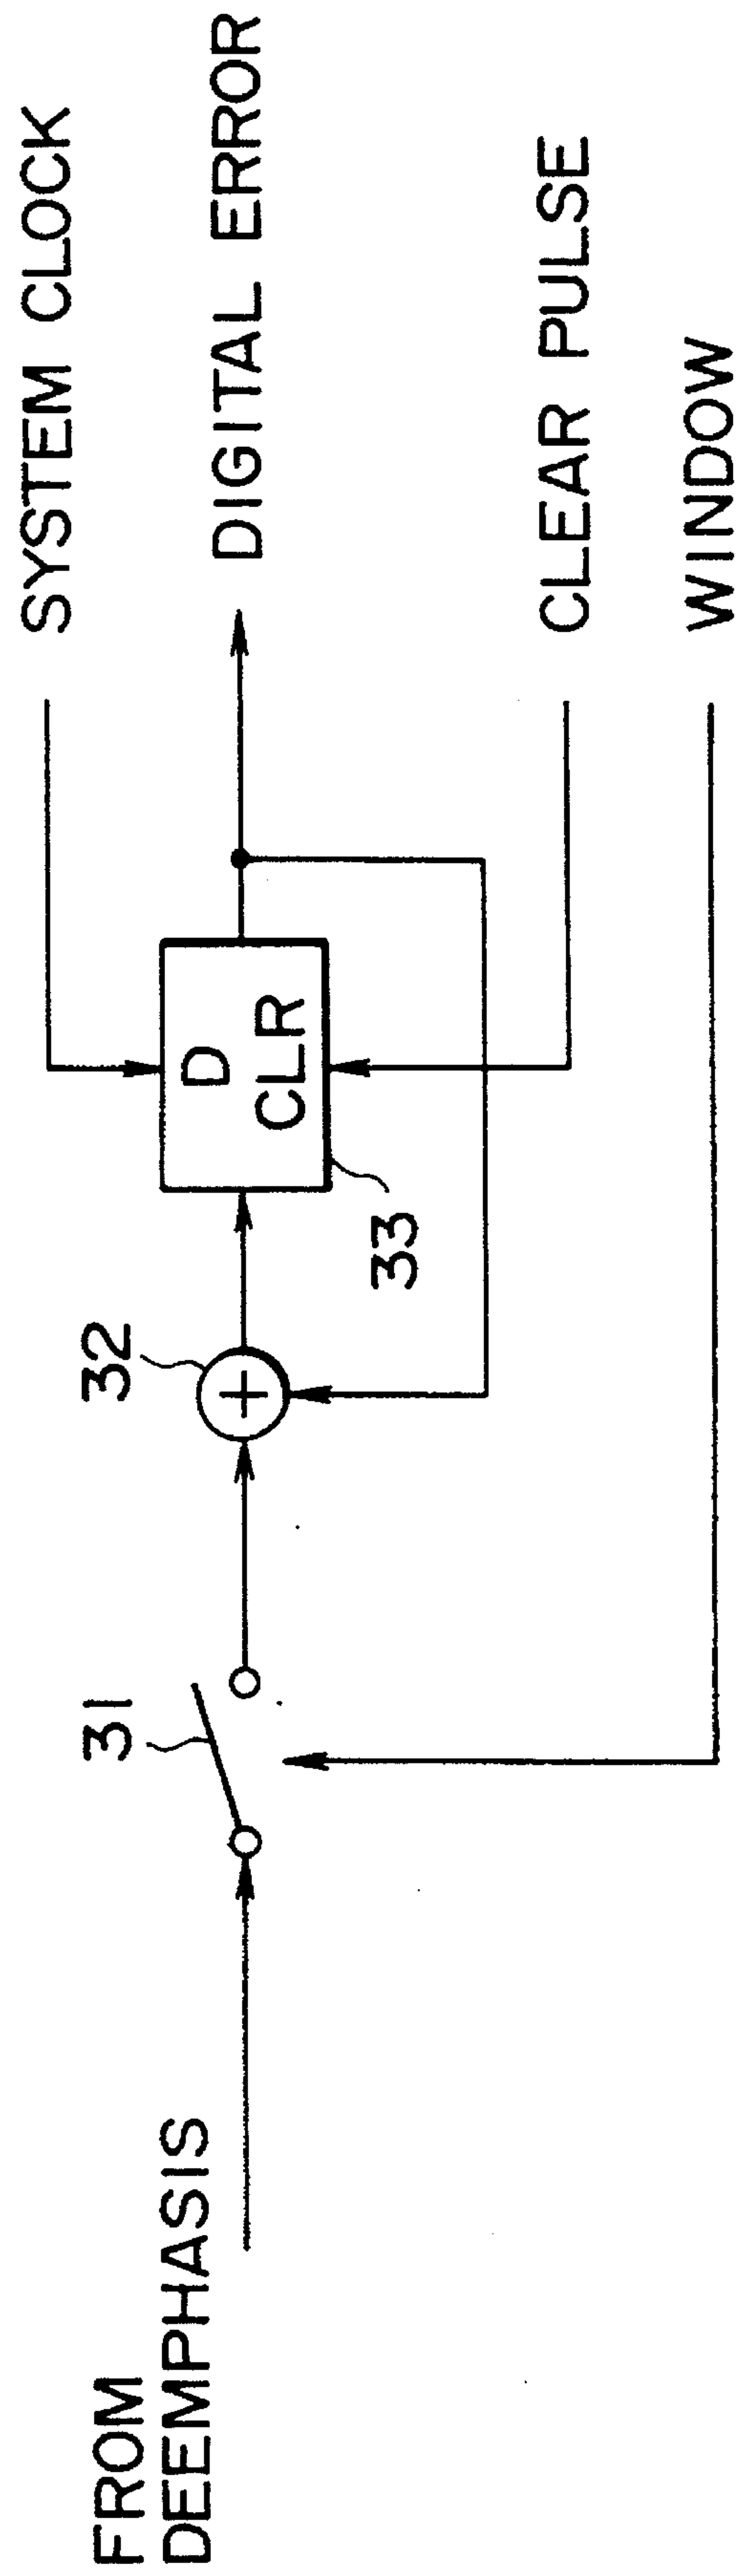 SYSTEM CLOCK
DIGITAL ERROR
CLEAR PULSE
WINDOW
D
CLR
33
32
31
FROM
DEEMPHASIS